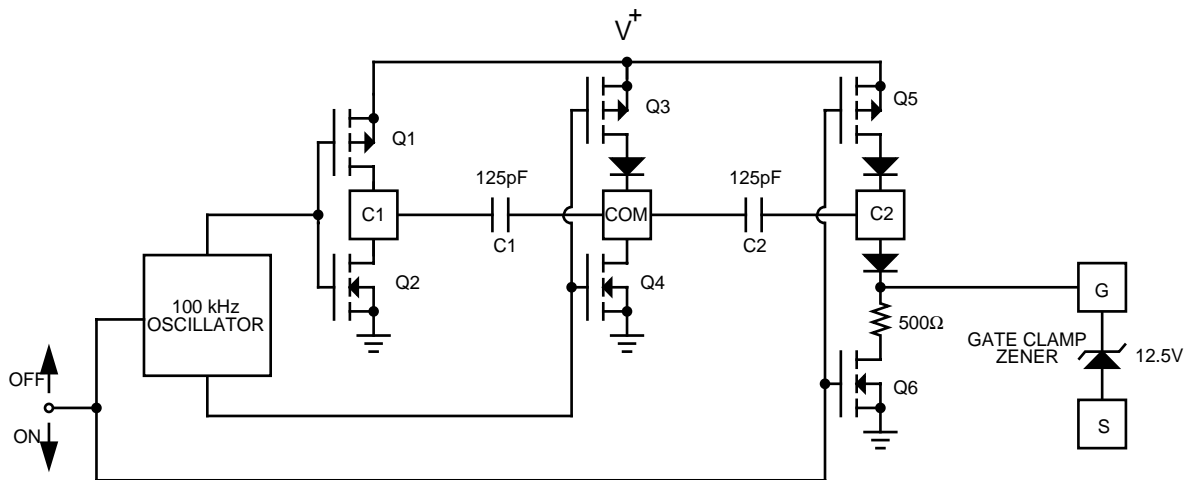 V+
Q1
Q3
Q5
125pF
125pF
C1
COM
C2
C1
C2
Q2
Q4
100 kHz
OSCILLATOR
500Ω
G
GATE CLAMP
ZENER
12.5V
OFF
ON
Q6
S